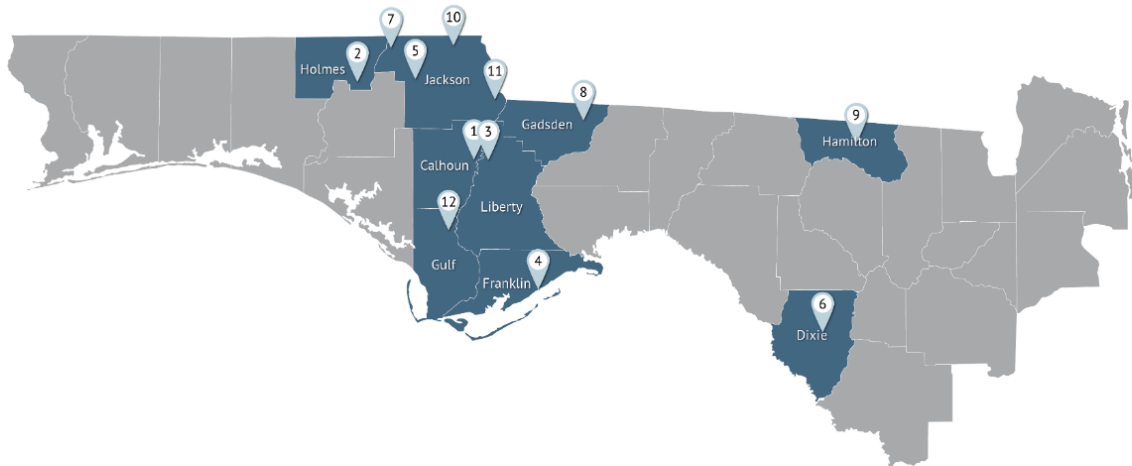 10
7
2
5
Holmes
Jackson
11
8
9
Gadsden
1
3
Hamilton
Calhoun
12
Liberty
Gulf
4
Franklin
6
Dixie